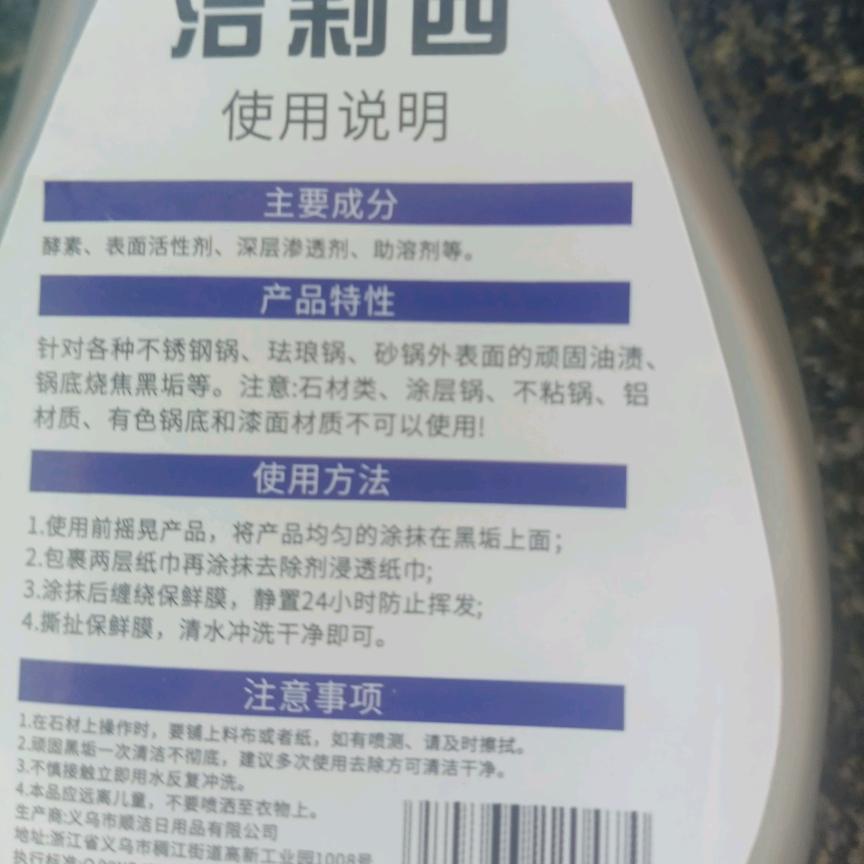 洁利西
使用说明
主要成分
酵素、表面活性剂、深层渗透剂、助溶剂等。
产品特性
针对各种不锈钢锅、珐琅锅、砂锅外表面的顽固油渍、
锅底烧焦黑垢等。注意:石材类、涂层锅、不粘锅、铝
材质、有色锅底和漆面材质不可以使用!
使用方法
1.使用前摇晃产品，将产品均匀的涂抹在黑垢上面；
2.包裹两层纸巾再涂抹去除剂浸透纸巾;
3.涂抹后缠绕保鲜膜，静置24小时防止挥发;
4.撕扯保鲜膜，清水冲洗干净即可。
注意事项
1.在石材上操作时，要铺上料布或者纸，如有喷测、请及时擦拭。
2.顽固黑垢一次清洁不彻底，建议多次使用去除方可清洁干净。
3.不慎接触立即用水反复冲洗。
4.本品应远离儿童，不要喷洒至衣物上。
生产商:义乌市顺洁日用品有限公司
地址:浙江省义乌市稠江街道高新工业园1008号
执行标准: